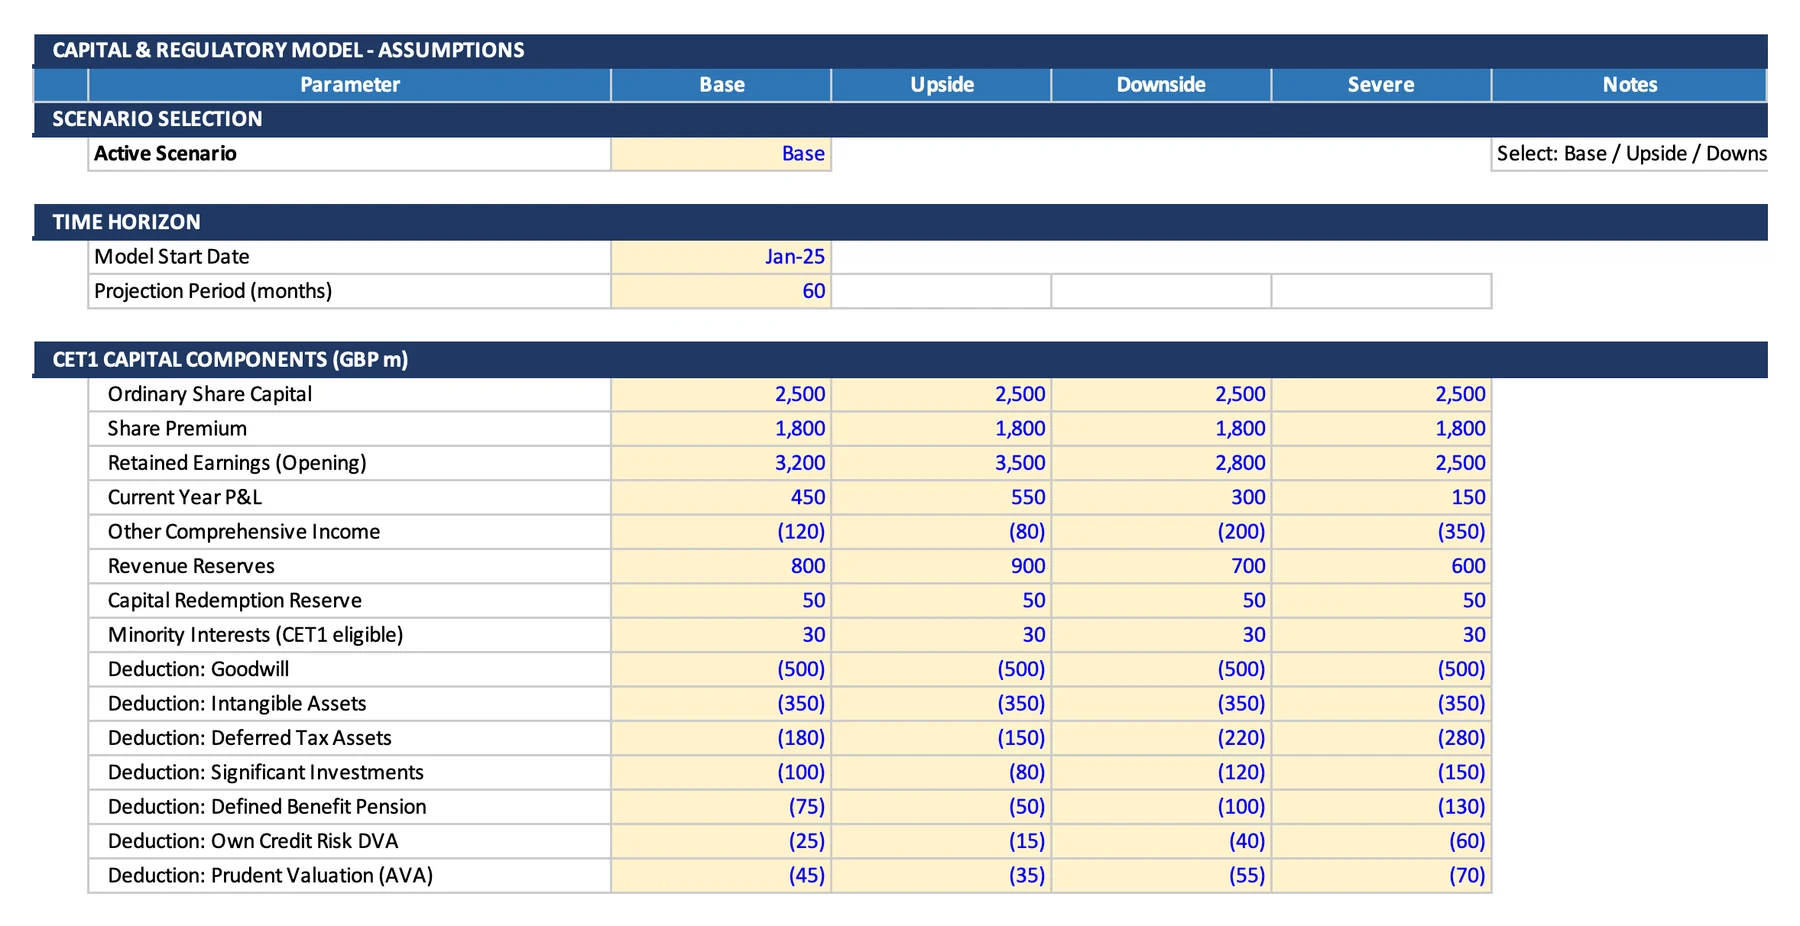 CAPITAL & REGULATORY MODEL - ASSUMPTIONS
Parameter Base Upside Downside Severe Notes
SCENARIO SELECTION
Active Scenario Base Select: Base / Upside / Downs
TIME HORIZON
Model Start Date Jan-25
Projection Period (months) 60
CET1 CAPITAL COMPONENTS (GBP m)
Ordinary Share Capital 2,500 2,500 2,500 2,500
Share Premium 1,800 1,800 1,800 1,800
Retained Earnings (Opening) 3,200 3,500 2,800 2,500
Current Year P&L 450 550 300 150
Other Comprehensive Income (120) (80) (200) (350)
Revenue Reserves 800 900 700 600
Capital Redemption Reserve 50 50 50 50
Minority Interests (CET1 eligible) 30 30 30 30
Deduction: Goodwill (500) (500) (500) (500)
Deduction: Intangible Assets (350) (350) (350) (350)
Deduction: Deferred Tax Assets (180) (150) (220) (280)
Deduction: Significant Investments (100) (80) (120) (150)
Deduction: Defined Benefit Pension (75) (50) (100) (130)
Deduction: Own Credit Risk DVA (25) (15) (40) (60)
Deduction: Prudent Valuation (AVA) (45) (35) (55) (70)